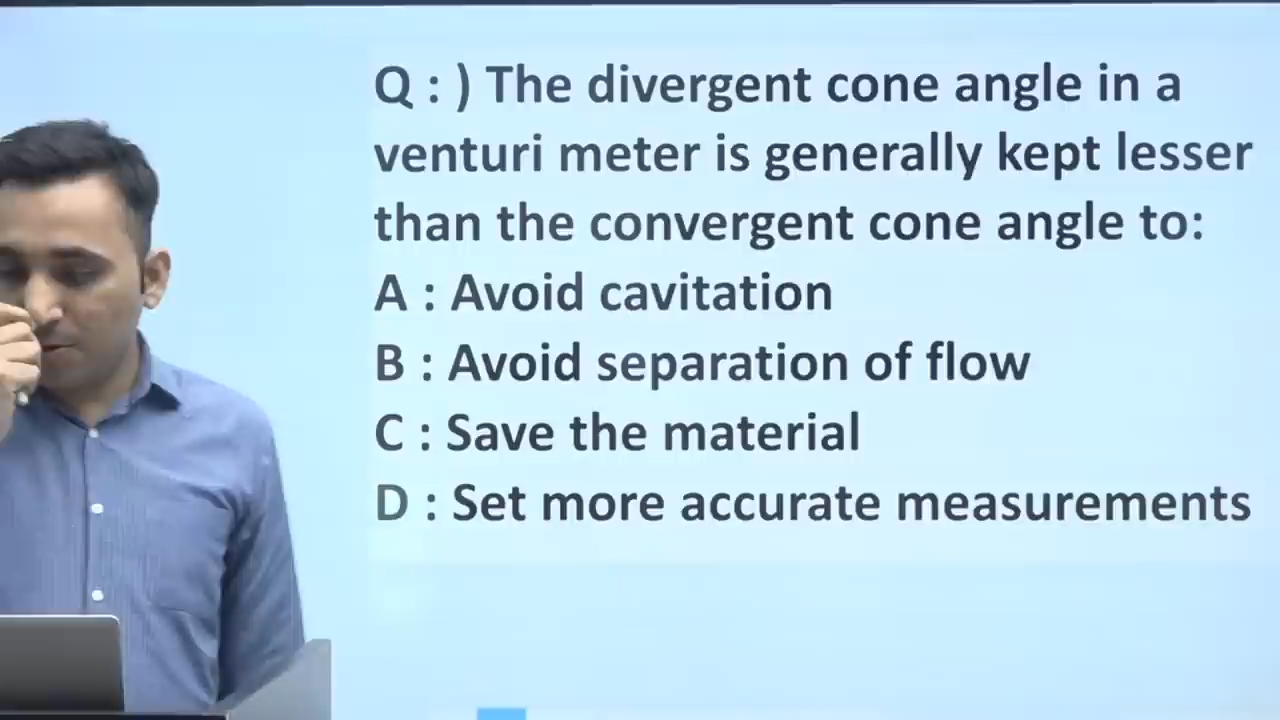 Q : ) The divergent cone angle in a
venturi meter is generally kept lesser
than the convergent cone angle to:
A : Avoid cavitation
B : Avoid separation of flow
C : Save the material
D : Set more accurate measurements